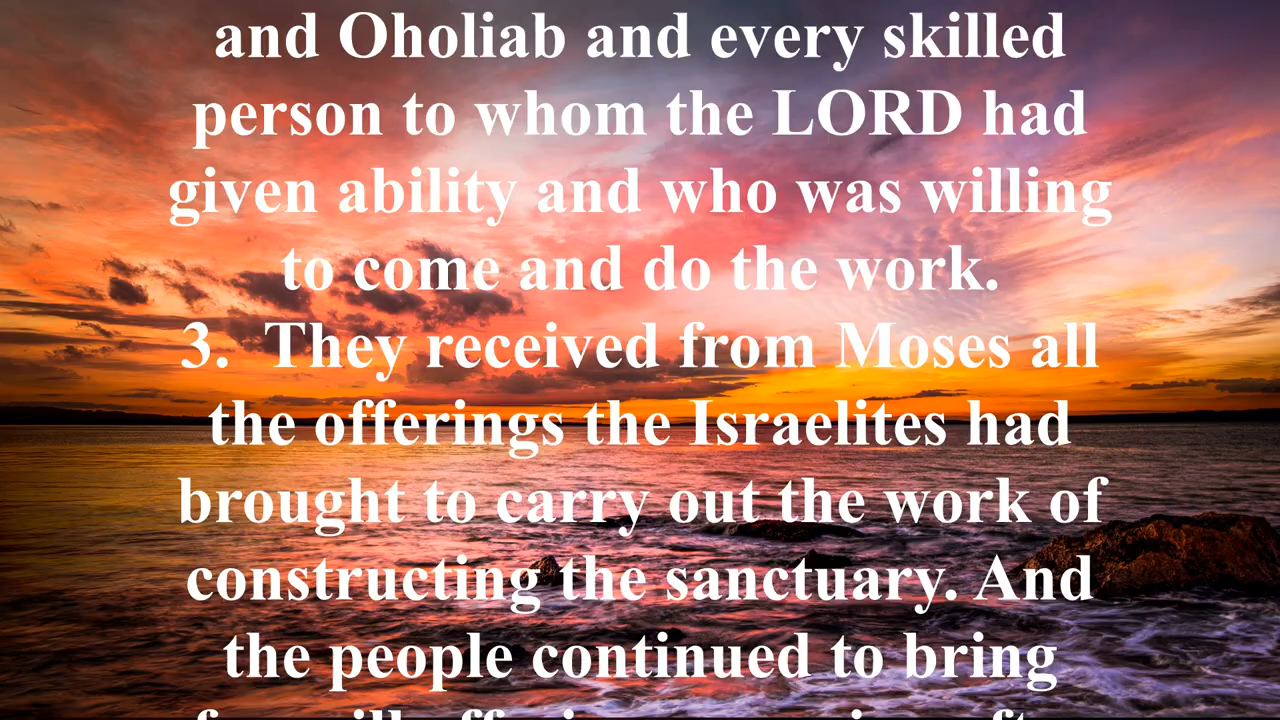 and Oholiab and every skilled
person to whom the LORD had
given ability and who was willing
to come and do the work.
3.  They received from Moses all
the offerings the Israelites had
brought to carry out the work of
constructing the sanctuary. And
the people continued to bring